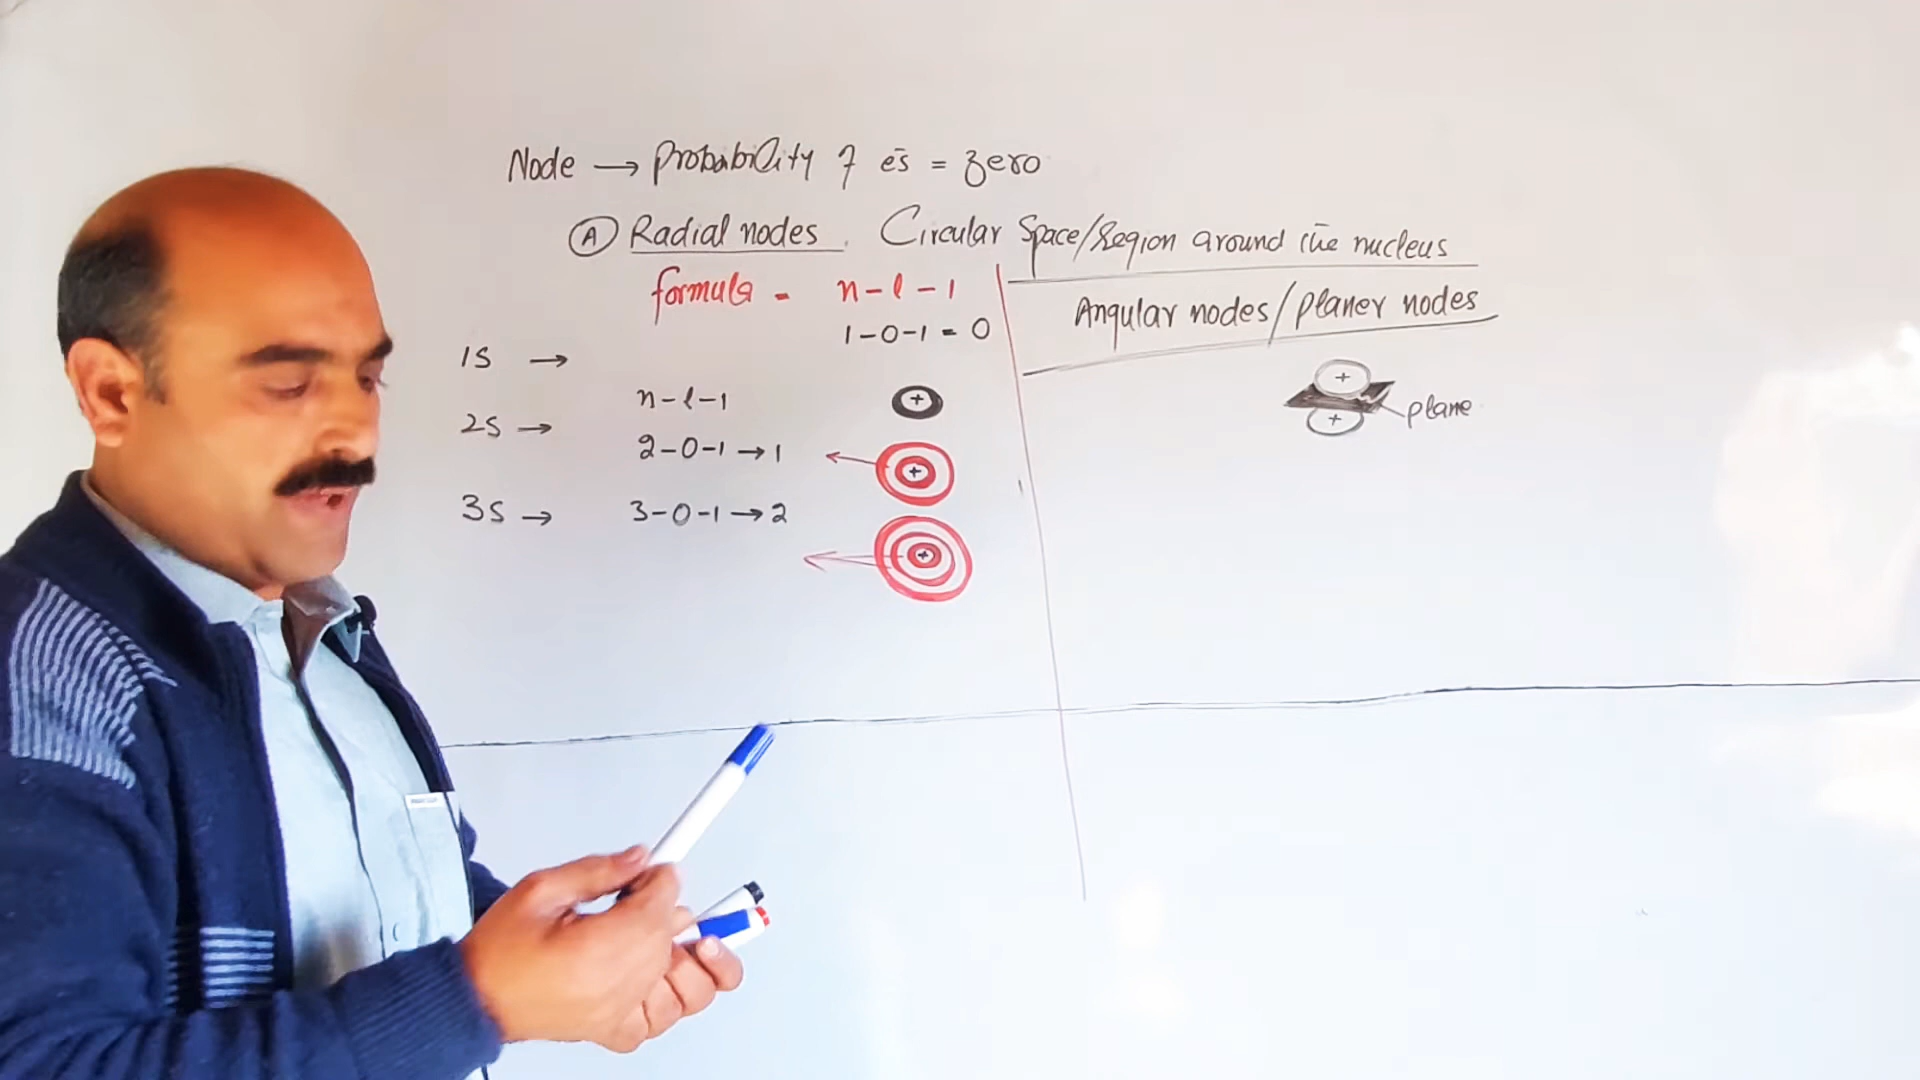 Node → Probability of es = Zero
Ⓐ Radial nodes. Circular Space/Region around the nucleus
formula = n-l-1
1-0-1 = 0
1S →
n-l-1
2S →
2-0-1 → 1
3S →
3-0-1 → 2
+
+
+
Angular nodes/planer nodes
+
+
plane